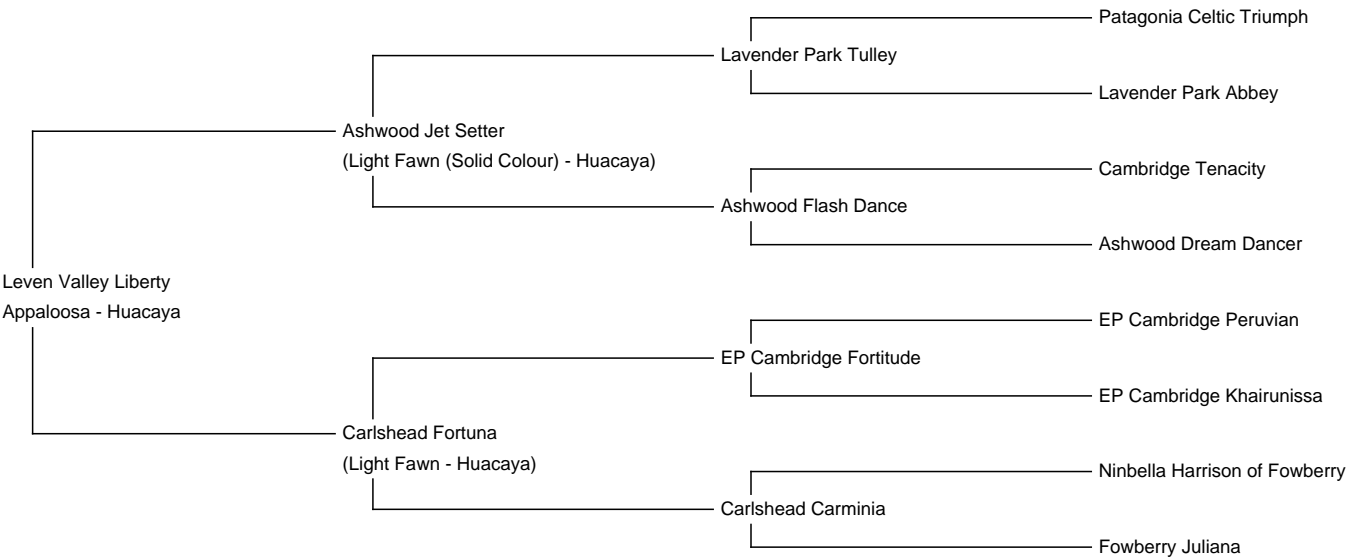 Patagonia Celtic Triumph
Lavender Park Tulley
Lavender Park Abbey
Ashwood Jet Setter
(Light Fawn (Solid Colour) - Huacaya)
Cambridge Tenacity
Ashwood Flash Dance
Ashwood Dream Dancer
Leven Valley Liberty
Appaloosa - Huacaya
EP Cambridge Peruvian
EP Cambridge Fortitude
EP Cambridge Khairunissa
Carlshead Fortuna
(Light Fawn - Huacaya)
Ninbella Harrison of Fowberry
Carlshead Carminia
Fowberry Juliana